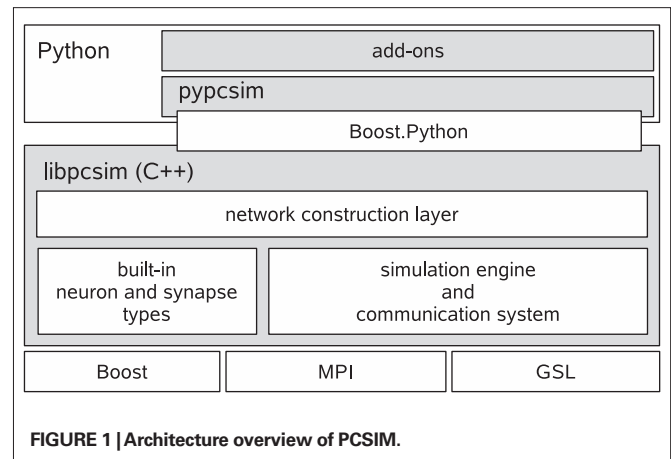 Python
add-ons
pypcsim
Boost.Python
libpcsim (C++)
network construction layer
built-in
neuron and synapse
types
simulation engine
and
communication system
Boost
MPI
GSL
FIGURE 1 | Architecture overview of PCSIM.